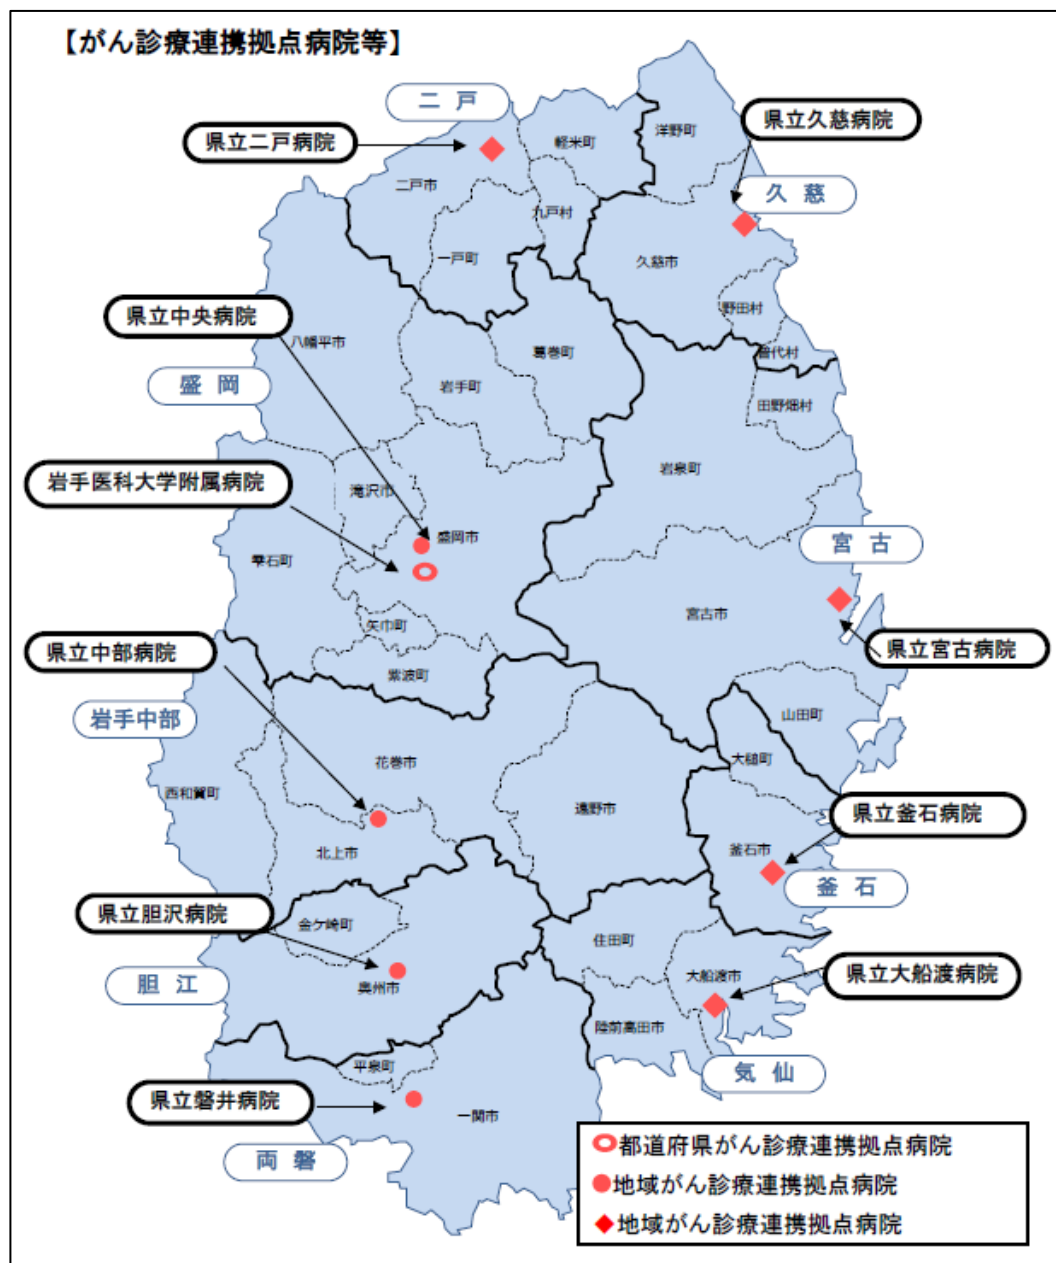 【がん診療連携拠点病院等】
二戸
県立二戸病院
県立久慈病院
洋野町
軽米町
二戸市
久慈
九戸村
一戸町
久慈市
野田村
県立中央病院
八幡平市
葛巻町
普代村
盛岡
岩手町
田野畑村
岩泉町
岩手医科大学附属病院
滝沢市
盛岡市
宮古
雫石町
宮古市
矢巾町
県立宮古病院
県立中部病院
紫波町
岩手中部
山田町
花巻市
大槌町
西和賀町
遠野市
県立釜石病院
北上市
釜石市
釜石
県立胆沢病院
金ケ崎町
住田町
胆江
奥州市
大船渡市
県立大船渡病院
陸前高田市
平泉町
気仙
県立磐井病院
一関市
両磐
都道府県がん診療連携拠点病院
地域がん診療連携拠点病院
地域がん診療連携拠点病院